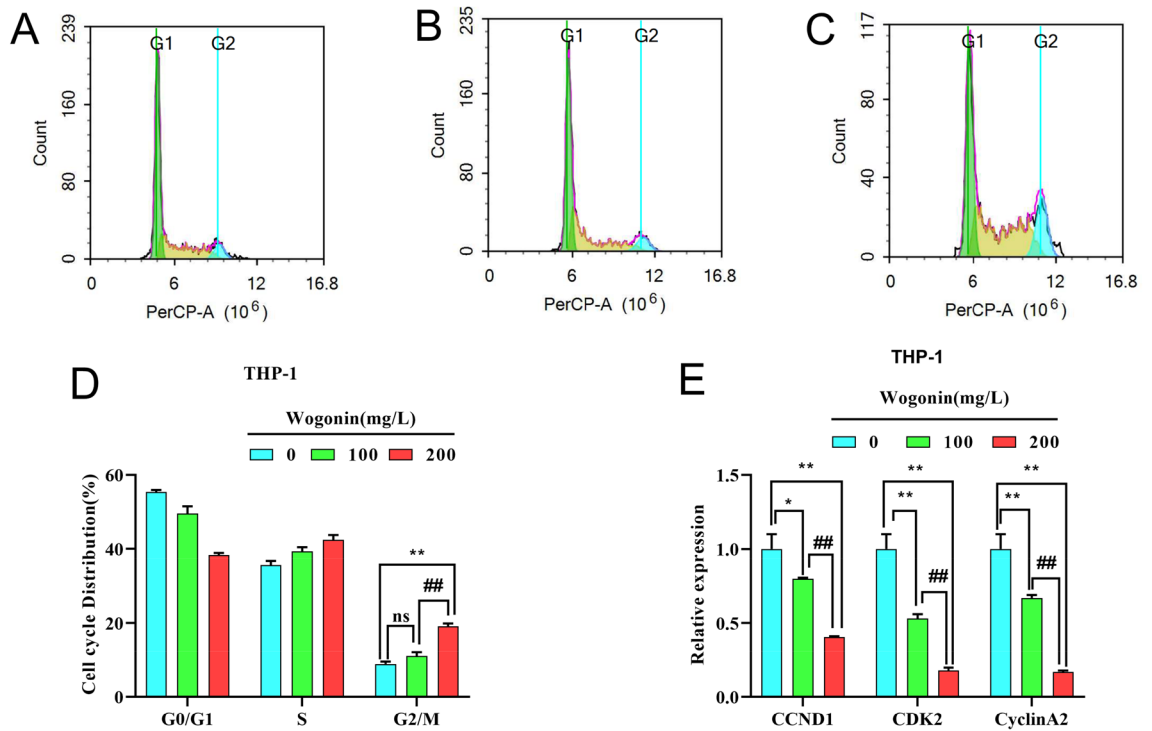 A
239
160
80
0
Count
G1
G2
0
6
12
16.8
PerCP-A (10⁶)
B
235
160
80
0
Count
G1
G2
0
6
12
16.8
PerCP-A (10⁶)
C
117
80
40
0
Count
G1
G2
0
6
12
16.8
PerCP-A (10⁶)
D
THP-1
Wogonin(mg/L)
0
100
200
Cell cycle Distribution(%)
60
40
20
0
ns
##
**
G0/G1
S
G2/M
E
THP-1
Wogonin(mg/L)
0
100
200
Relative expression
1.5
1.0
0.5
0.0
**
*
##
**
**
##
**
**
##
CCND1
CDK2
CyclinA2